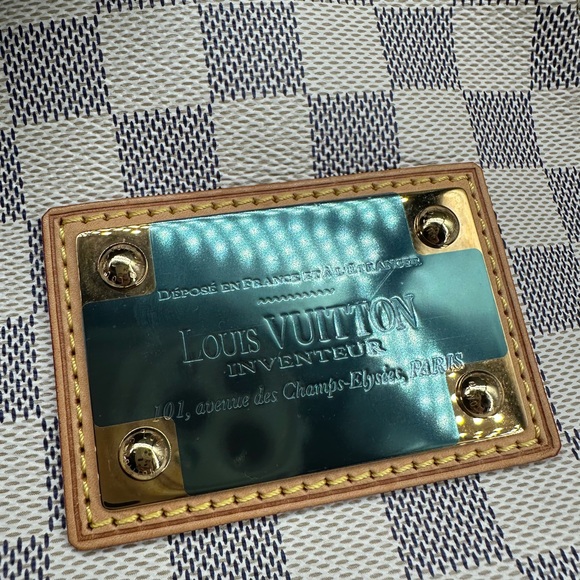 DÉPOSÉ EN FRANCE ET À L'ÉTRANGER
LOUIS VUITTON
INVENTEUR
101, avenue des Champs-Elysées, PARIS